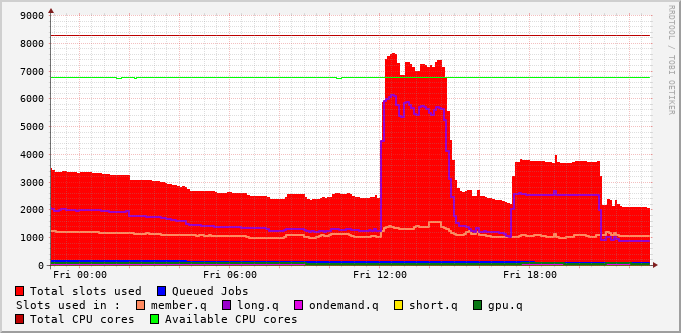 RRDTOOL / TOBI OETIKER
9000
8000
7000
6000
5000
4000
3000
2000
1000
0
Fri 00:00 Fri 06:00 Fri 12:00 Fri 18:00
Total slots used Queued Jobs
Slots used in : member.q long.q ondemand.q short.q gpu.q
Total CPU cores Available CPU cores